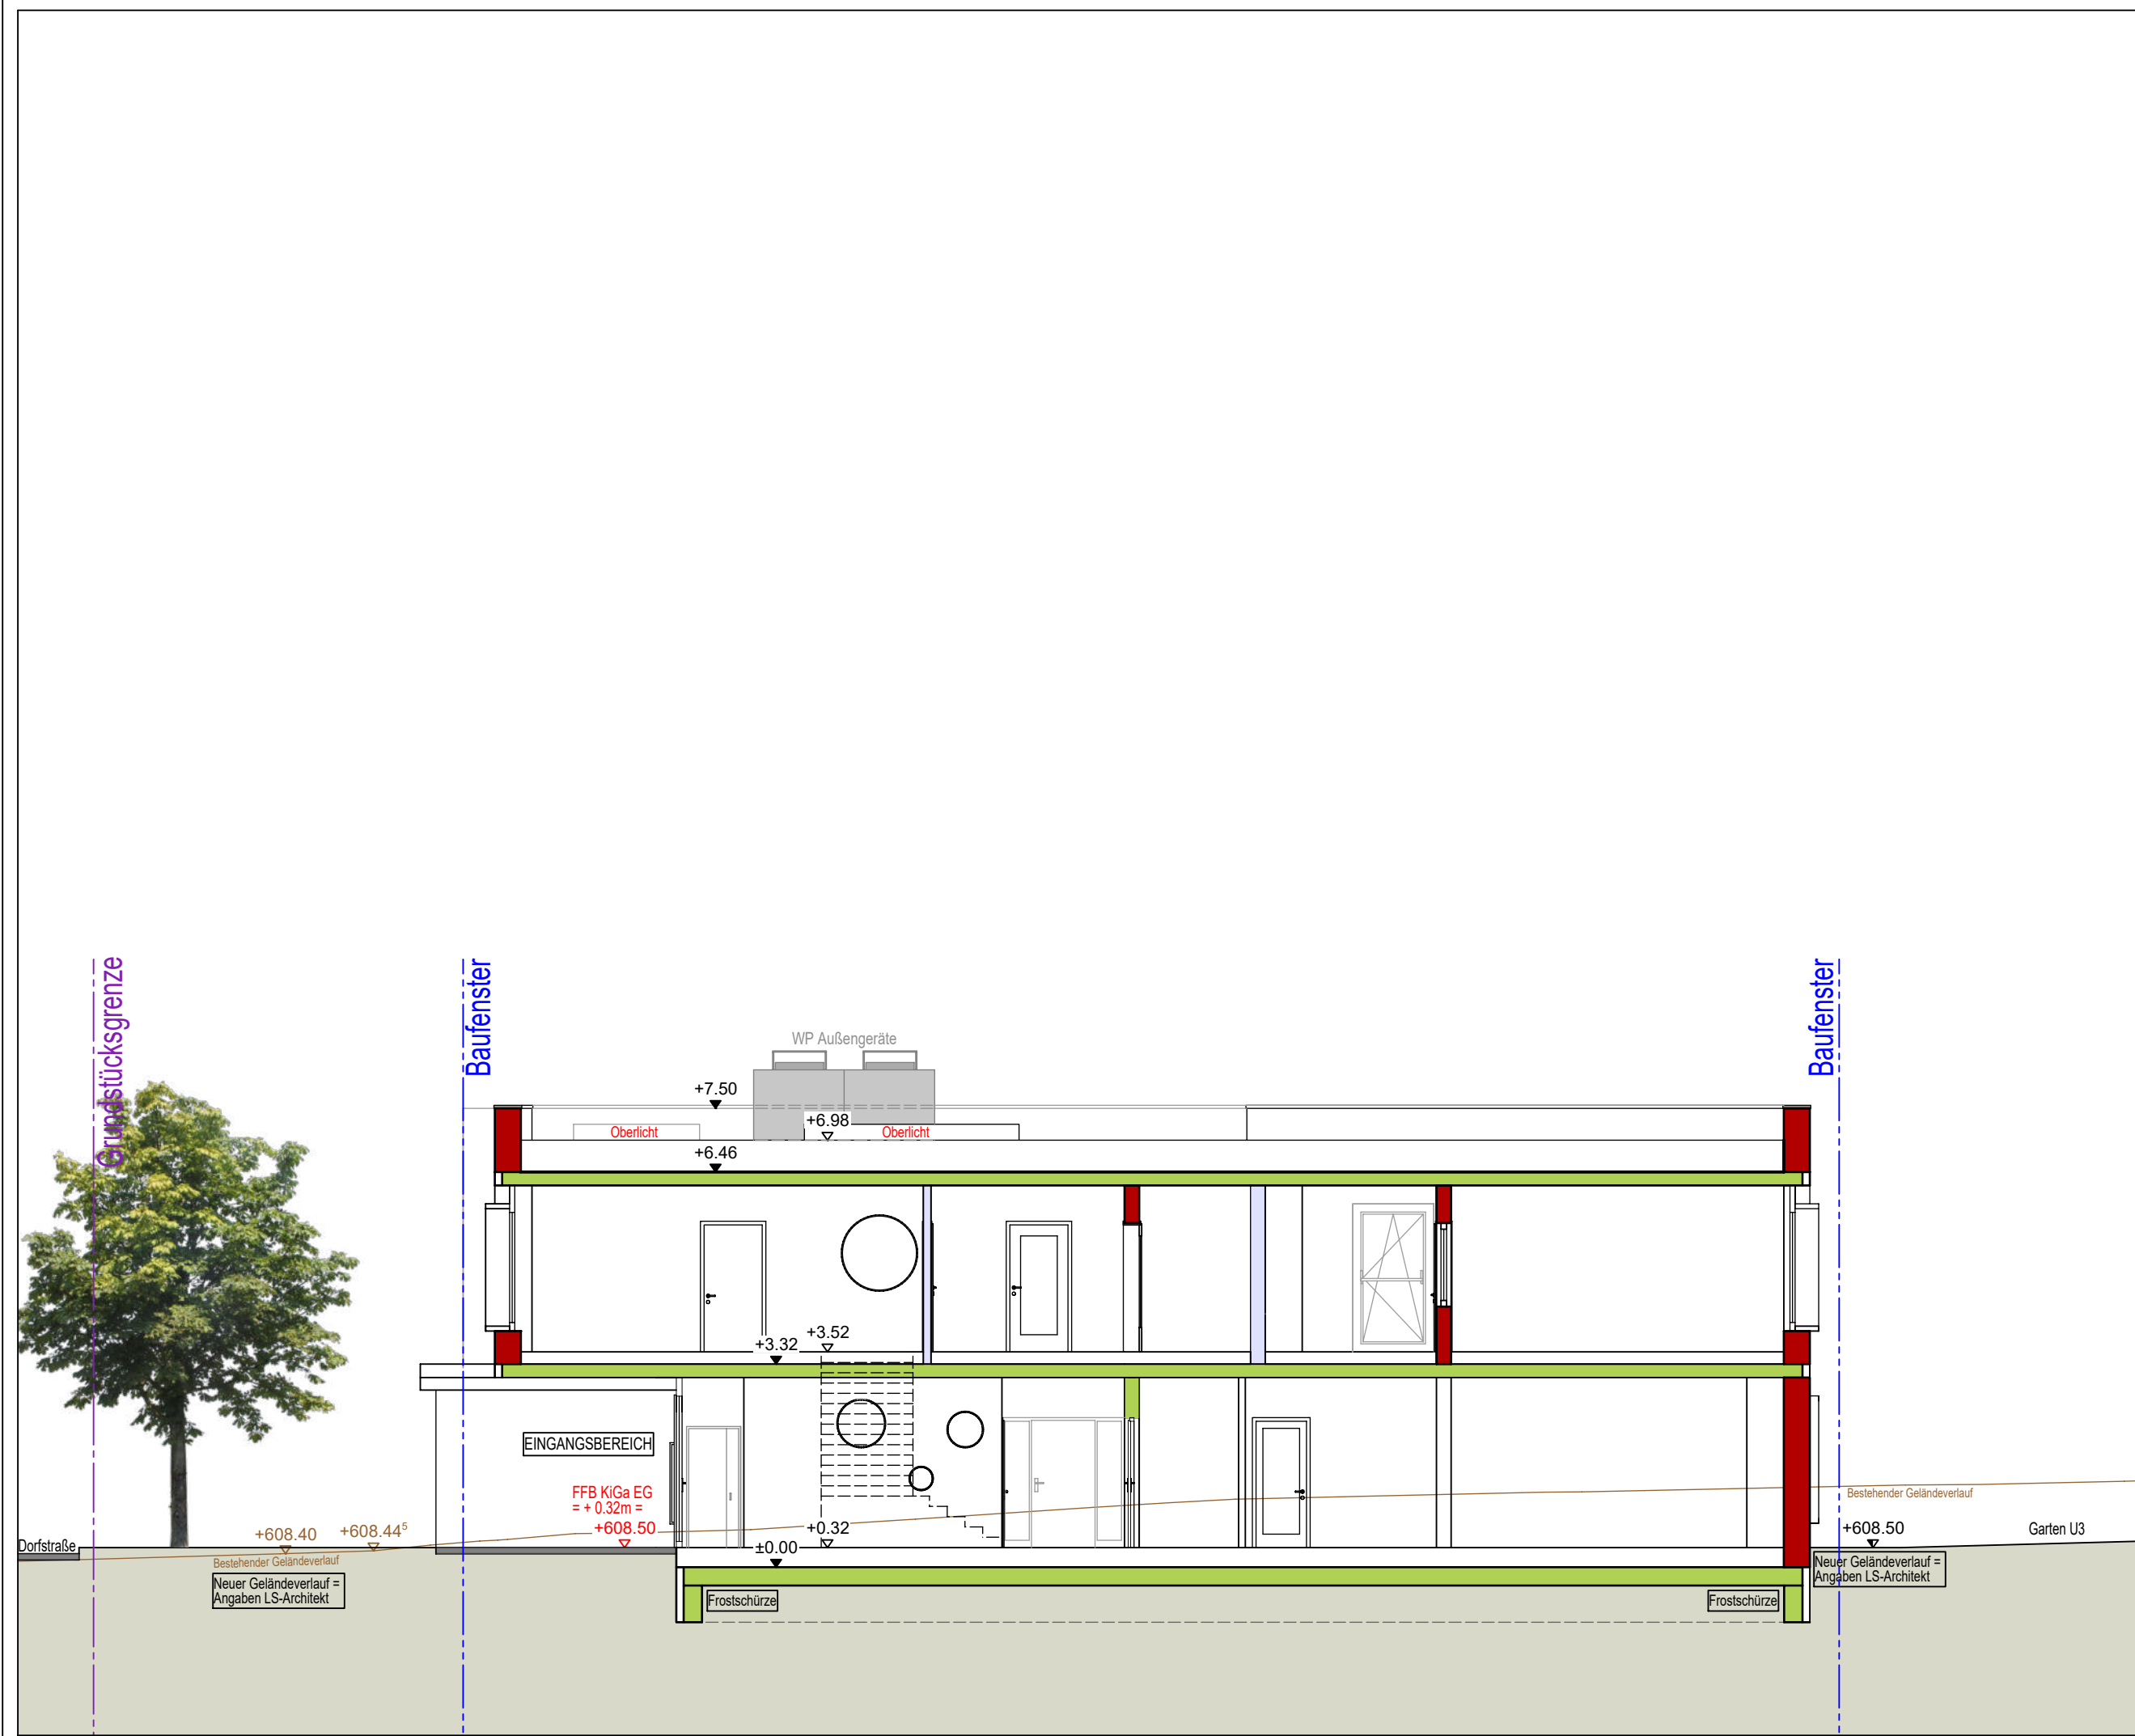 Grundstücksgrenze
Baufenster
Baufenster
WP Außengeräte
+7.50
+6.98
Oberlicht
Oberlicht
+6.46
+3.52
+3.32
EINGANGSBEREICH
FFB KiGa EG
= + 0.32m =
+608.50
+608.40
+608.44⁵
+0.32
±0.00
Dorfstraße
Bestehender Geländeverlauf
Neuer Geländeverlauf =
Angaben LS-Architekt
Frostschürze
Frostschürze
Bestehender Geländeverlauf
+608.50
Garten U3
Neuer Geländeverlauf =
Angaben LS-Architekt